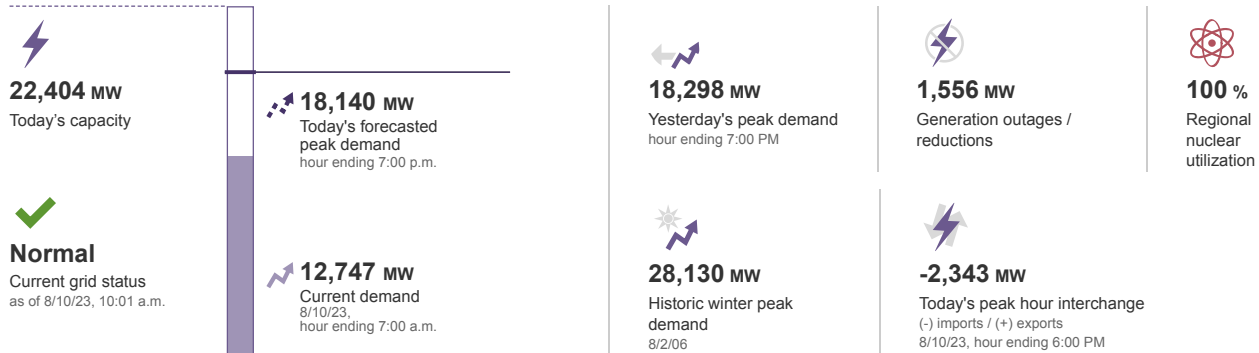 22,404 MW
Today's capacity
Normal
Current grid status
as of 8/10/23, 10:01 a.m.
18,140 MW
Today's forecasted
peak demand
hour ending 7:00 p.m.
12,747 MW
Current demand
8/10/23,
hour ending 7:00 a.m.
18,298 MW
Yesterday's peak demand
hour ending 7:00 PM
1,556 MW
Generation outages /
reductions
100 %
Regional
nuclear
utilization
28,130 MW
Historic winter peak
demand
8/2/06
-2,343 MW
Today's peak hour interchange
(-) imports / (+) exports
8/10/23, hour ending 6:00 PM